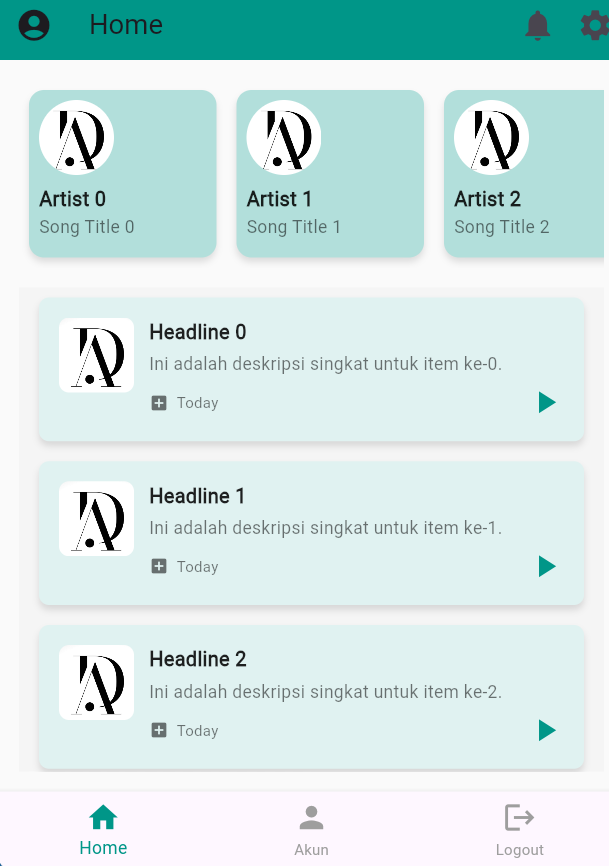 Home
Artist 0
Song Title 0
Artist 1
Song Title 1
Artist 2
Song Title 2
Headline 0
Ini adalah deskripsi singkat untuk item ke-0.
Today
Headline 1
Ini adalah deskripsi singkat untuk item ke-1.
Today
Headline 2
Ini adalah deskripsi singkat untuk item ke-2.
Today
Home
Akun
Logout